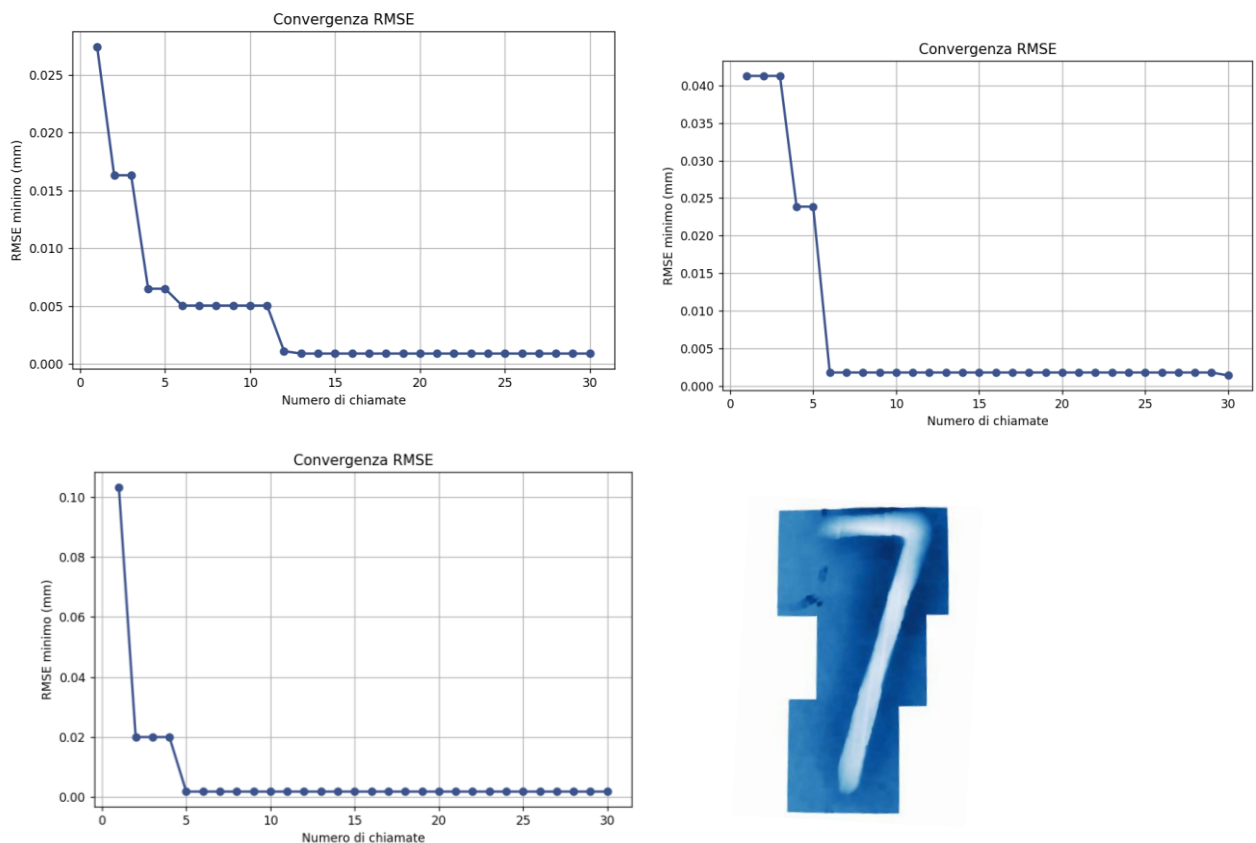 Convergenza RMSE
RMSE minimo (mm)
0.025
0.020
0.015
0.010
0.005
0.000
0 5 10 15 20 25 30
Numero di chiamate
Convergenza RMSE
RMSE minimo (mm)
0.040
0.035
0.030
0.025
0.020
0.015
0.010
0.005
0.000
0 5 10 15 20 25 30
Numero di chiamate
Convergenza RMSE
RMSE minimo (mm)
0.10
0.08
0.06
0.04
0.02
0.00
0 5 10 15 20 25 30
Numero di chiamate
7